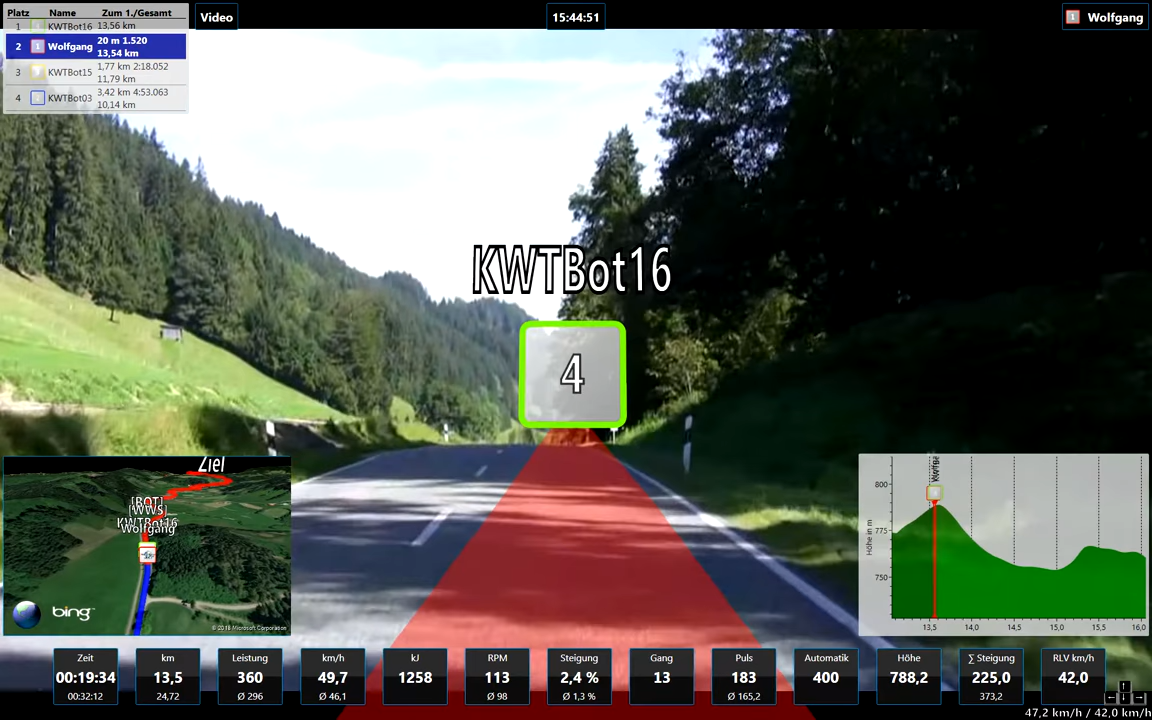 Platz Name Zum 1./Gesamt
1 KWTBot16 13,56 km
2 1 Wolfgang 20 m 1.520
13,54 km
3 KWTBot15 1,77 km 2:18.052
11,79 km
4 KWTBot03 3,42 km 4:53.063
10,14 km
Video
15:44:51
1 Wolfgang
KWTBot16
4
Ziel
[BOT]
[WWS]
KWTBot16
Wolfgang
bing
© 2018 Microsoft Corporation
Höhe in m
800
775
750
13,5 14,0 14,5 15,0 15,5 16,0
Zeit km Leistung km/h kJ RPM Steigung Gang Puls Automatik Höhe ∑ Steigung RLV km/h
00:19:34 13,5 360 49,7 1258 113 2,4 % 13 183 400 788,2 225,0 42,0
00:32:12 24,72 Ø 296 Ø 46,1 Ø 98 Ø 1,3 % Ø 165,2 373,2
47,2 km/h / 42,0 km/h